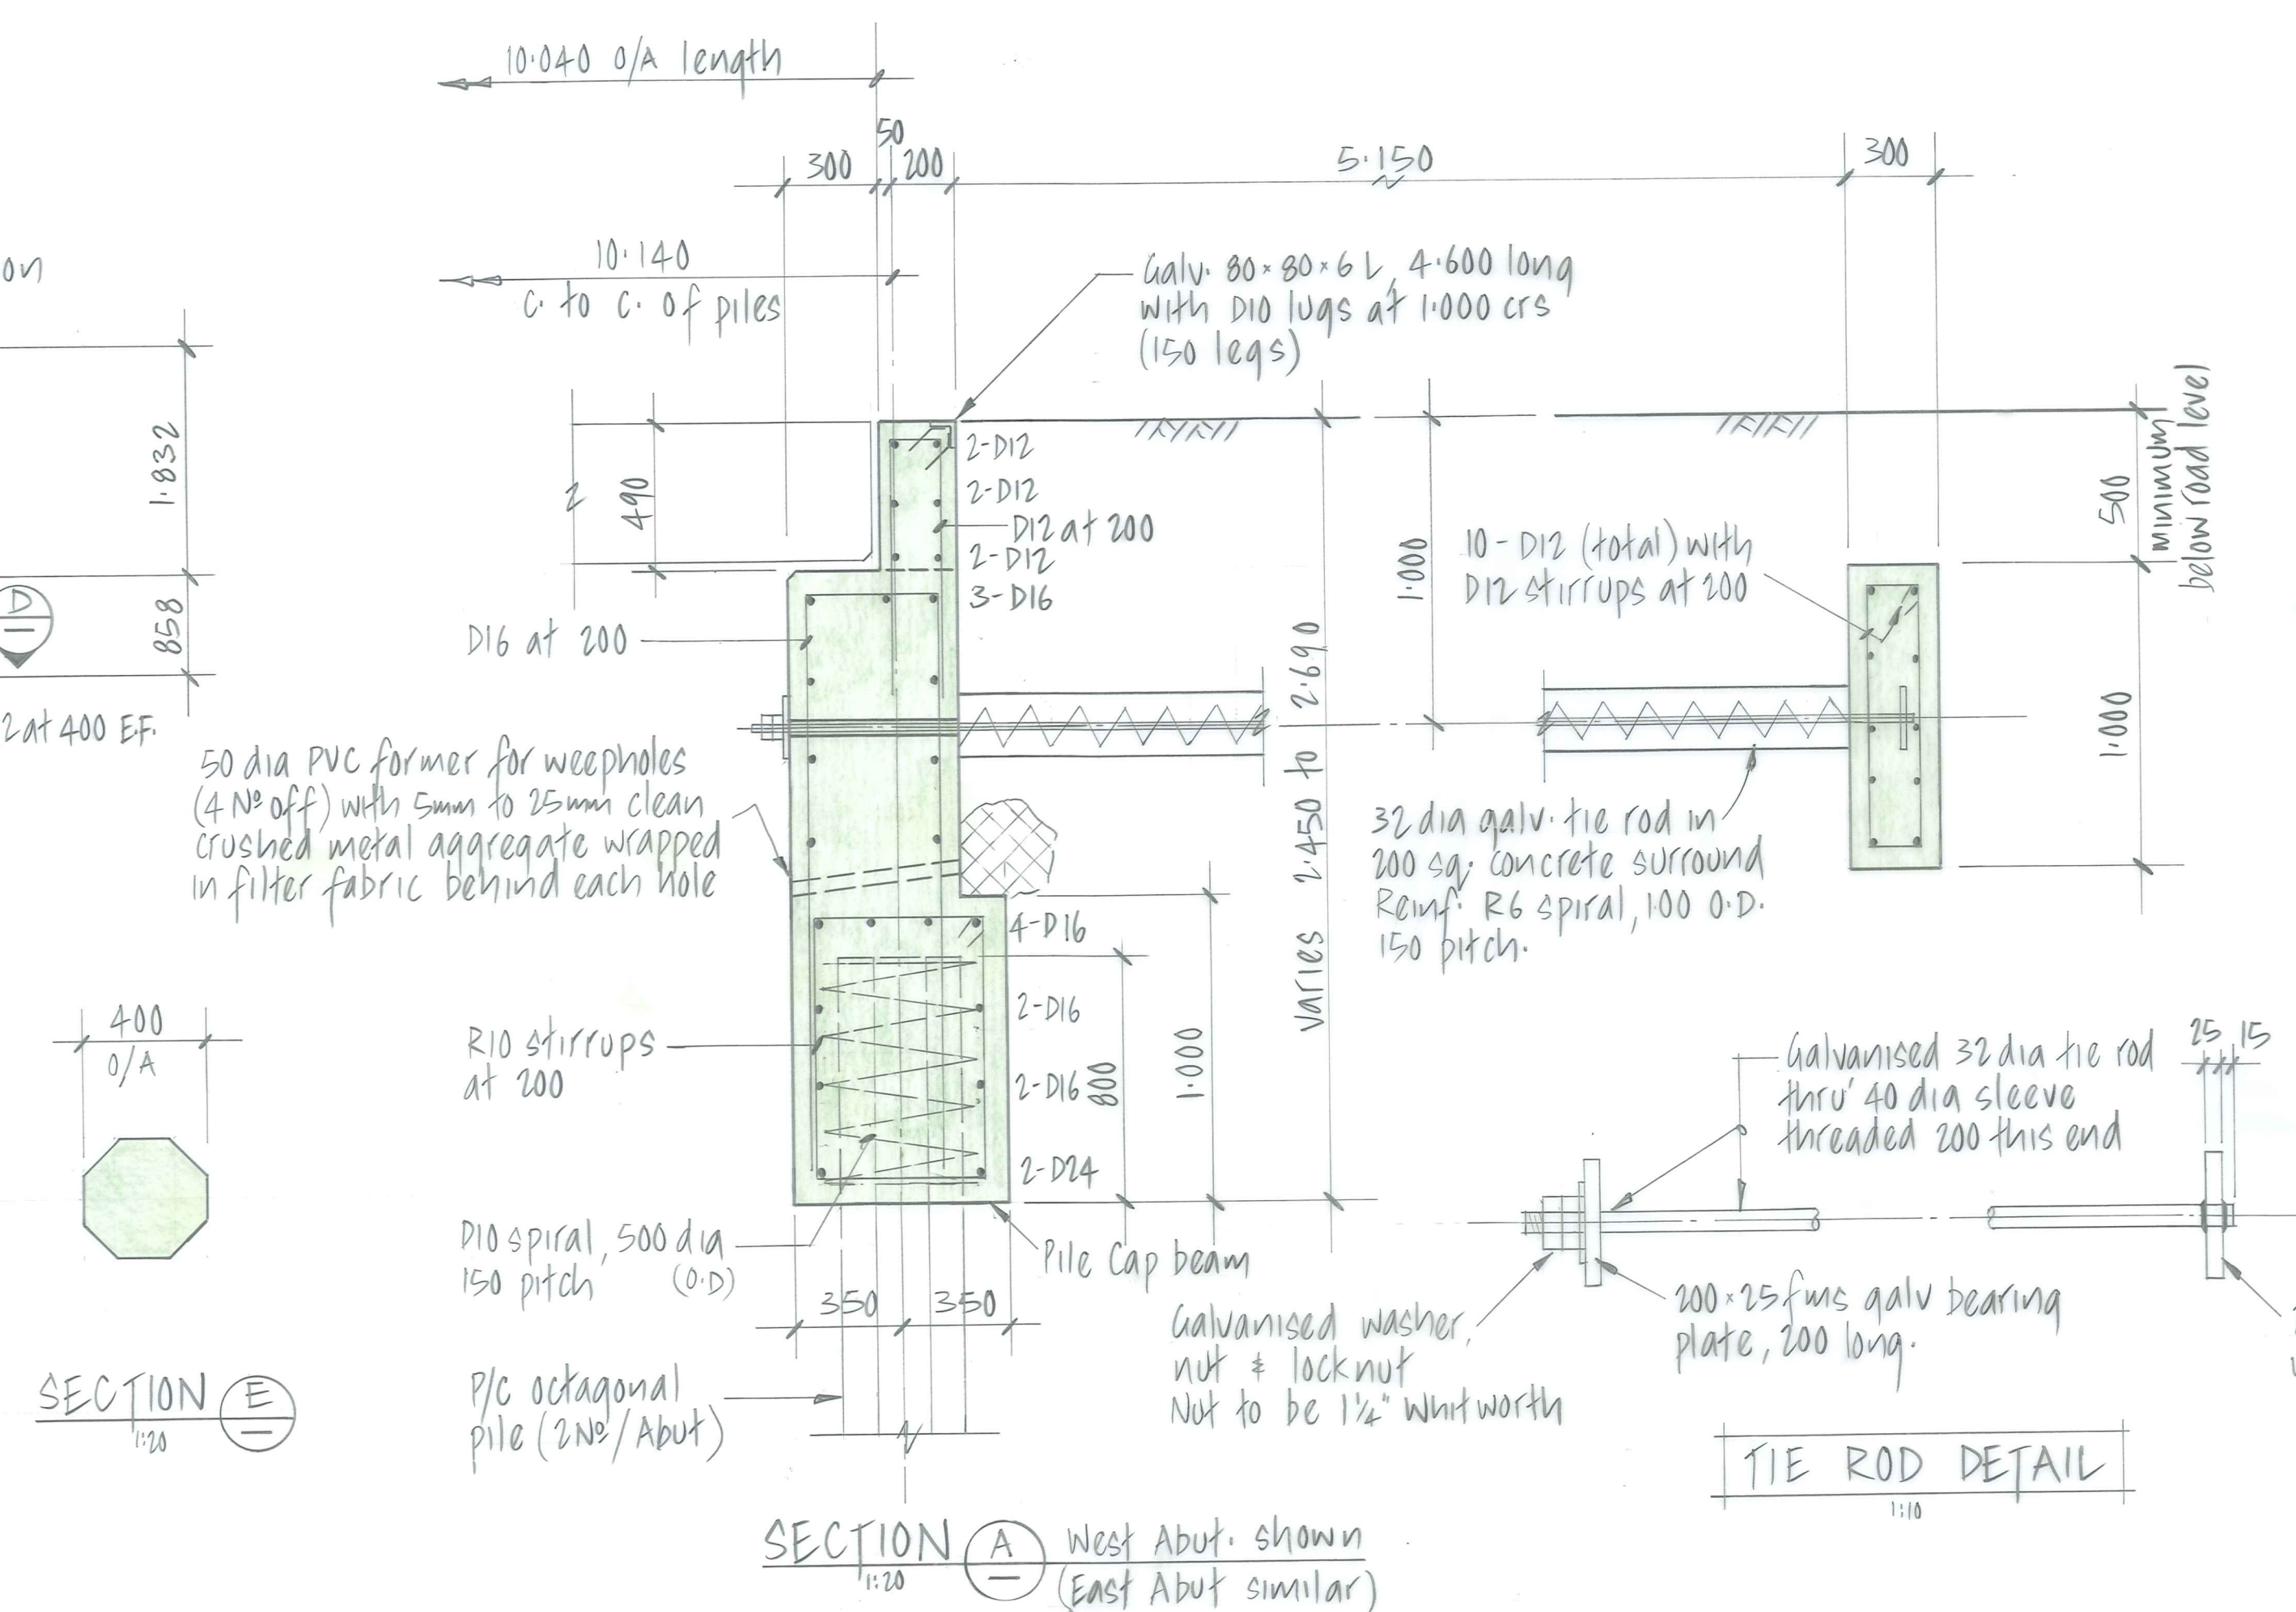 10·040 O/A length
50
300
200
5·150
300
10·140
C. to C. of piles
on
Galv. 80×80×6 L, 4·600 long
with D10 lugs at 1·000 crs
(150 legs)
1·832
490
2-D12
2-D12
D12 at 200
2-D12
3-D16
1·000
10-D12 (total) with
D12 stirrups at 200
500
minimum
below road level
D
858
D16 at 200
2 at 400 E.F.
50 dia PVC former for weepholes
(4 Nº off) with 5mm to 25mm clean
crushed metal aggregate wrapped
in filter fabric behind each hole
varies 2·450 to 2·690
1·000
32 dia galv. tie rod in
200 sq. concrete surround
Reinf. R6 spiral, 100 O.D.
150 pitch.
4-D16
2-D16
2-D16
2-D24
800
1·000
400
O/A
R10 stirrups
at 200
D10 spiral, 500 dia
150 pitch (O.D)
Pile Cap beam
350
350
P/C octagonal
pile (2Nº/Abut)
25
15
Galvanised 32 dia tie rod
thru' 40 dia sleeve
threaded 200 this end
200×25 fms galv bearing
plate, 200 long.
Galvanised washer,
nut & locknut
Nut to be 1¼" Whitworth
SECTION E
1:20
TIE ROD DETAIL
1:10
SECTION A West Abut. shown
1:20 (East Abut similar)